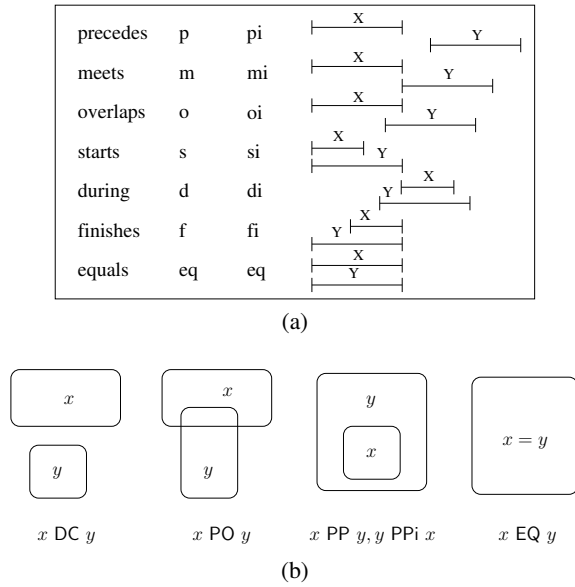 precedes p pi X Y
meets m mi X Y
overlaps o oi X Y
starts s si X Y
during d di X Y
finishes f fi X Y
equals eq eq X Y
(a)
x x y x = y
y y x
x DC y x PO y x PP y, y PPi x x EQ y
(b)